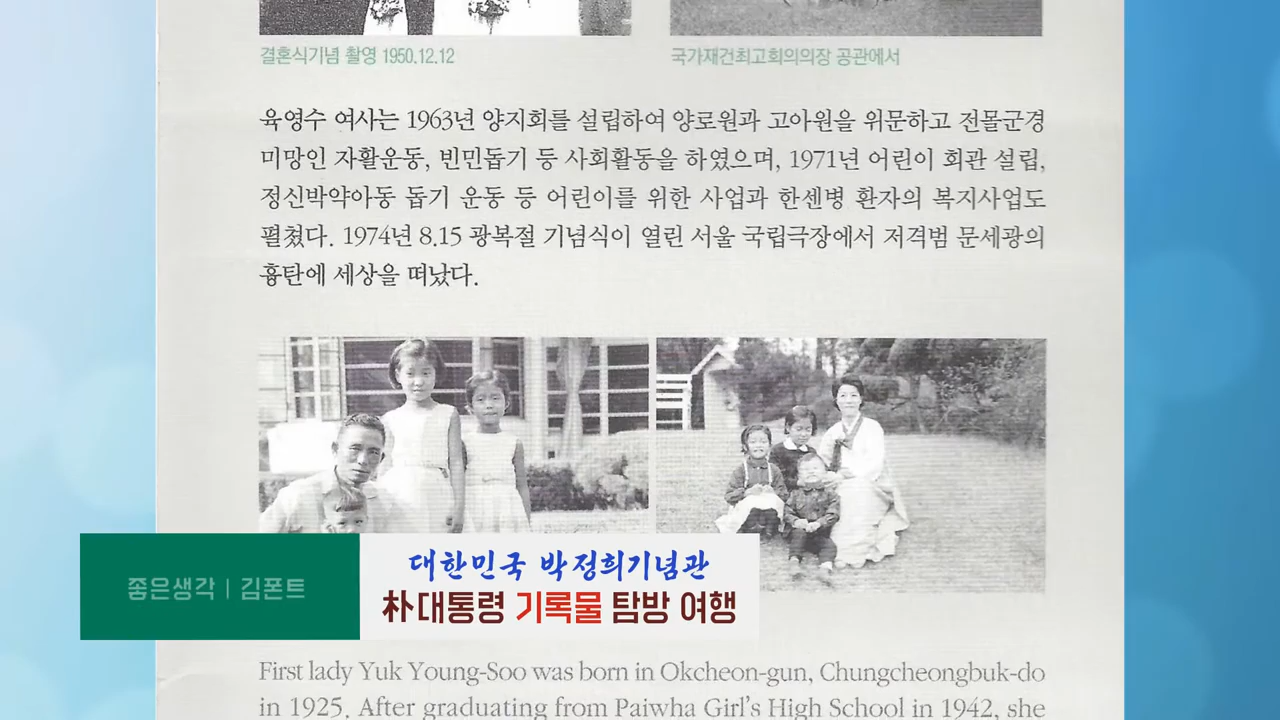 결혼식기념 촬영 1950.12.12
국가재건최고회의의장 공관에서
육영수 여사는 1963년 양지회를 설립하여 양로원과 고아원을 위문하고 전몰군경
미망인 자활운동, 빈민돕기 등 사회활동을 하였으며, 1971년 어린이 회관 설립,
정신박약아동 돕기 운동 등 어린이를 위한 사업과 한센병 환자의 복지사업도
펼쳤다. 1974년 8.15 광복절 기념식이 열린 서울 국립극장에서 저격범 문세광의
흉탄에 세상을 떠났다.
좋은생각 | 김폰트
대한민국 박정희기념관
朴대통령 기록물 탐방 여행
First lady Yuk Young-Soo was born in Okcheon-gun, Chungcheongbuk-do
in 1925. After graduating from Paiwha Girl's High School in 1942, she